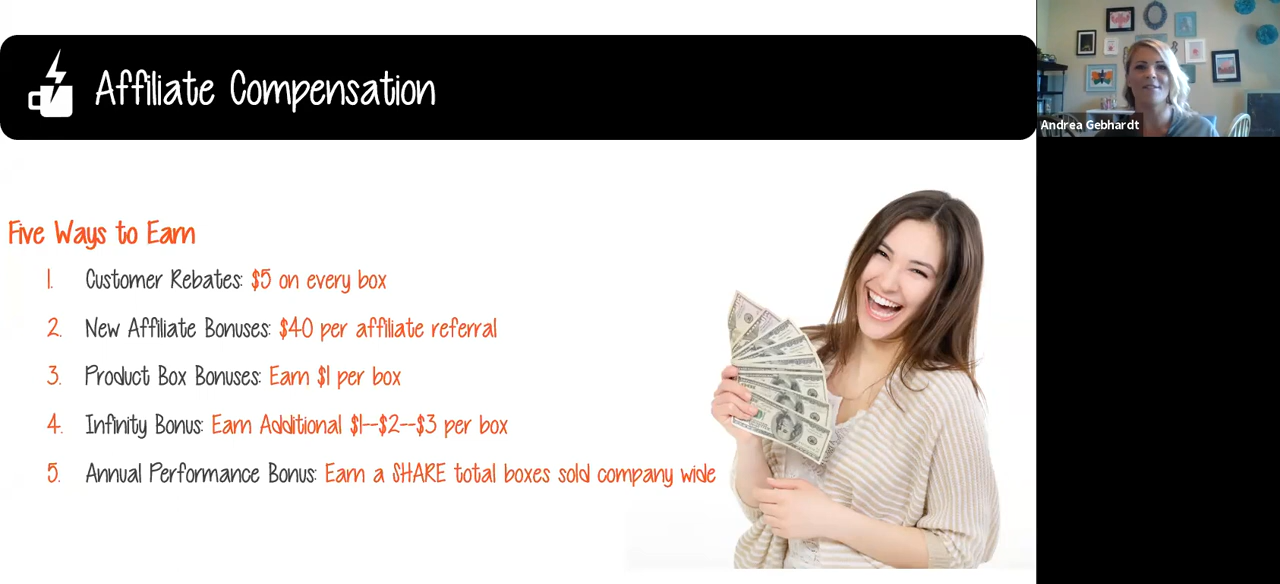 Affiliate Compensation
Andrea Gebhardt
Five Ways to Earn
1. Customer Rebates: $5 on every box
2. New Affiliate Bonuses: $40 per affiliate referral
3. Product Box Bonuses: Earn $1 per box
4. Infinity Bonus: Earn Additional $1--$2--$3 per box
5. Annual Performance Bonus: Earn a SHARE total boxes sold company wide